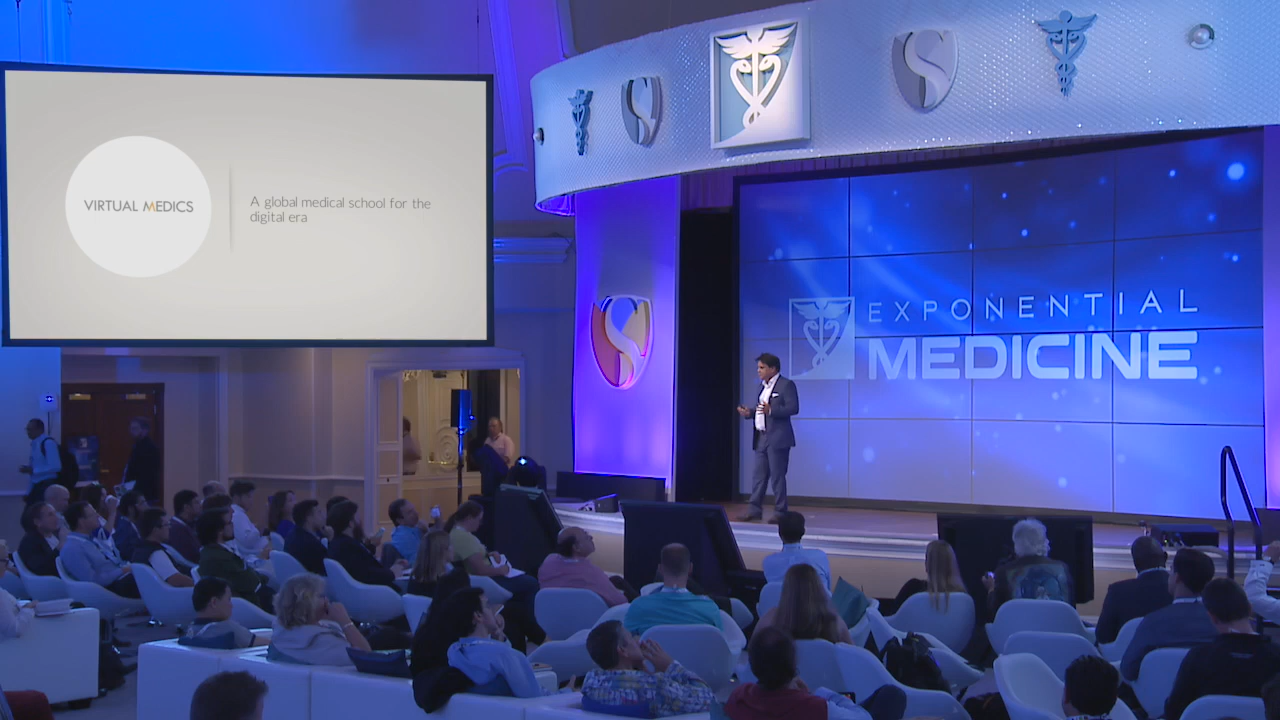 VIRTUAL MEDICS
A global medical school for the
digital era
EXPONENTIAL
MEDICINE